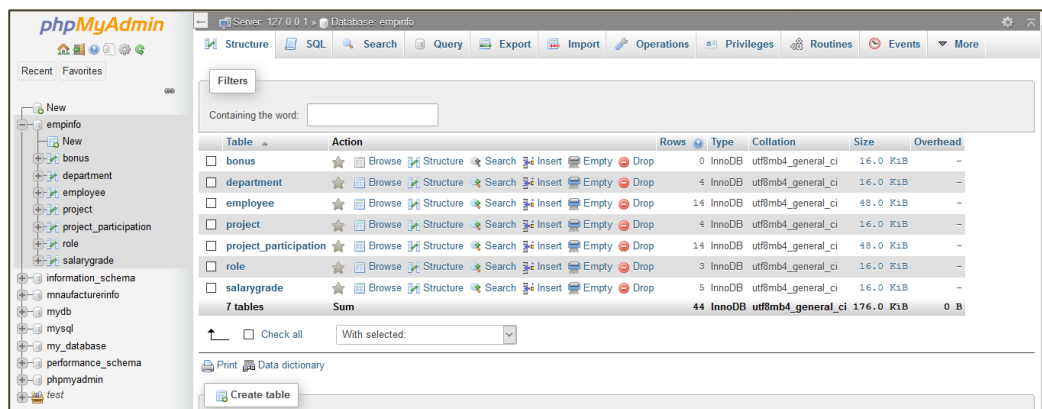 phpMyAdmin
Recent Favorites
New
empinfo
New
bonus
department
employee
project
project_participation
role
salarygrade
information_schema
mnaufacturerinfo
mydb
mysql
my_database
performance_schema
phpmyadmin
test
Server: 127.0.0.1 » Database: empinfo
Structure SQL Search Query Export Import Operations Privileges Routines Events More
Filters
Containing the word:
Table Action Rows Type Collation Size Overhead
bonus Browse Structure Search Insert Empty Drop 0 InnoDB utf8mb4_general_ci 16.0 KiB -
department Browse Structure Search Insert Empty Drop 4 InnoDB utf8mb4_general_ci 16.0 KiB -
employee Browse Structure Search Insert Empty Drop 14 InnoDB utf8mb4_general_ci 48.0 KiB -
project Browse Structure Search Insert Empty Drop 4 InnoDB utf8mb4_general_ci 16.0 KiB -
project_participation Browse Structure Search Insert Empty Drop 14 InnoDB utf8mb4_general_ci 48.0 KiB -
role Browse Structure Search Insert Empty Drop 3 InnoDB utf8mb4_general_ci 16.0 KiB -
salarygrade Browse Structure Search Insert Empty Drop 5 InnoDB utf8mb4_general_ci 16.0 KiB -
7 tables Sum 44 InnoDB utf8mb4_general_ci 176.0 KiB 0 B
Check all With selected:
Print Data dictionary
Create table